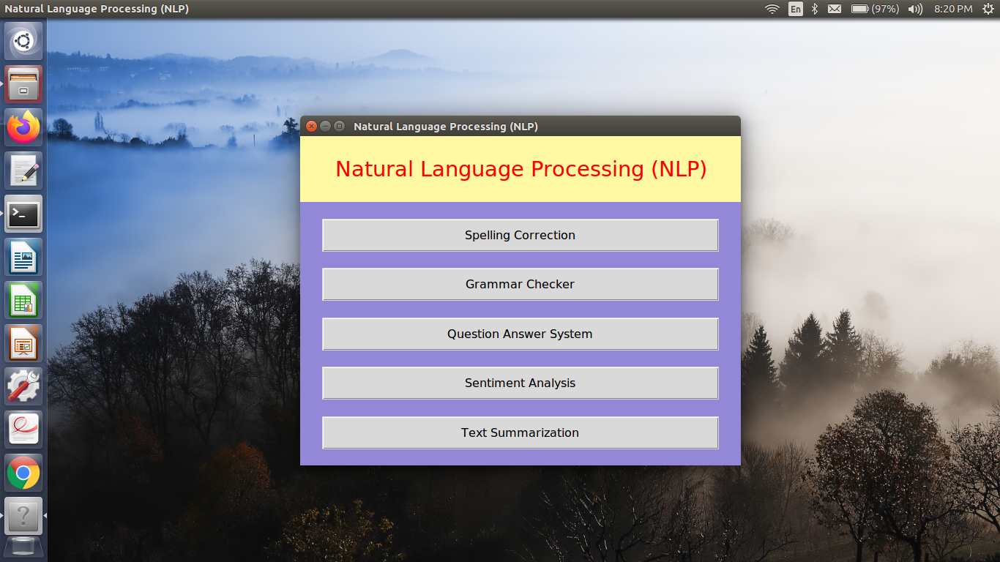 Natural Language Processing (NLP)
En
(97%)
8:20 PM
Natural Language Processing (NLP)
Natural Language Processing (NLP)
Spelling Correction
Grammar Checker
Question Answer System
Sentiment Analysis
Text Summarization